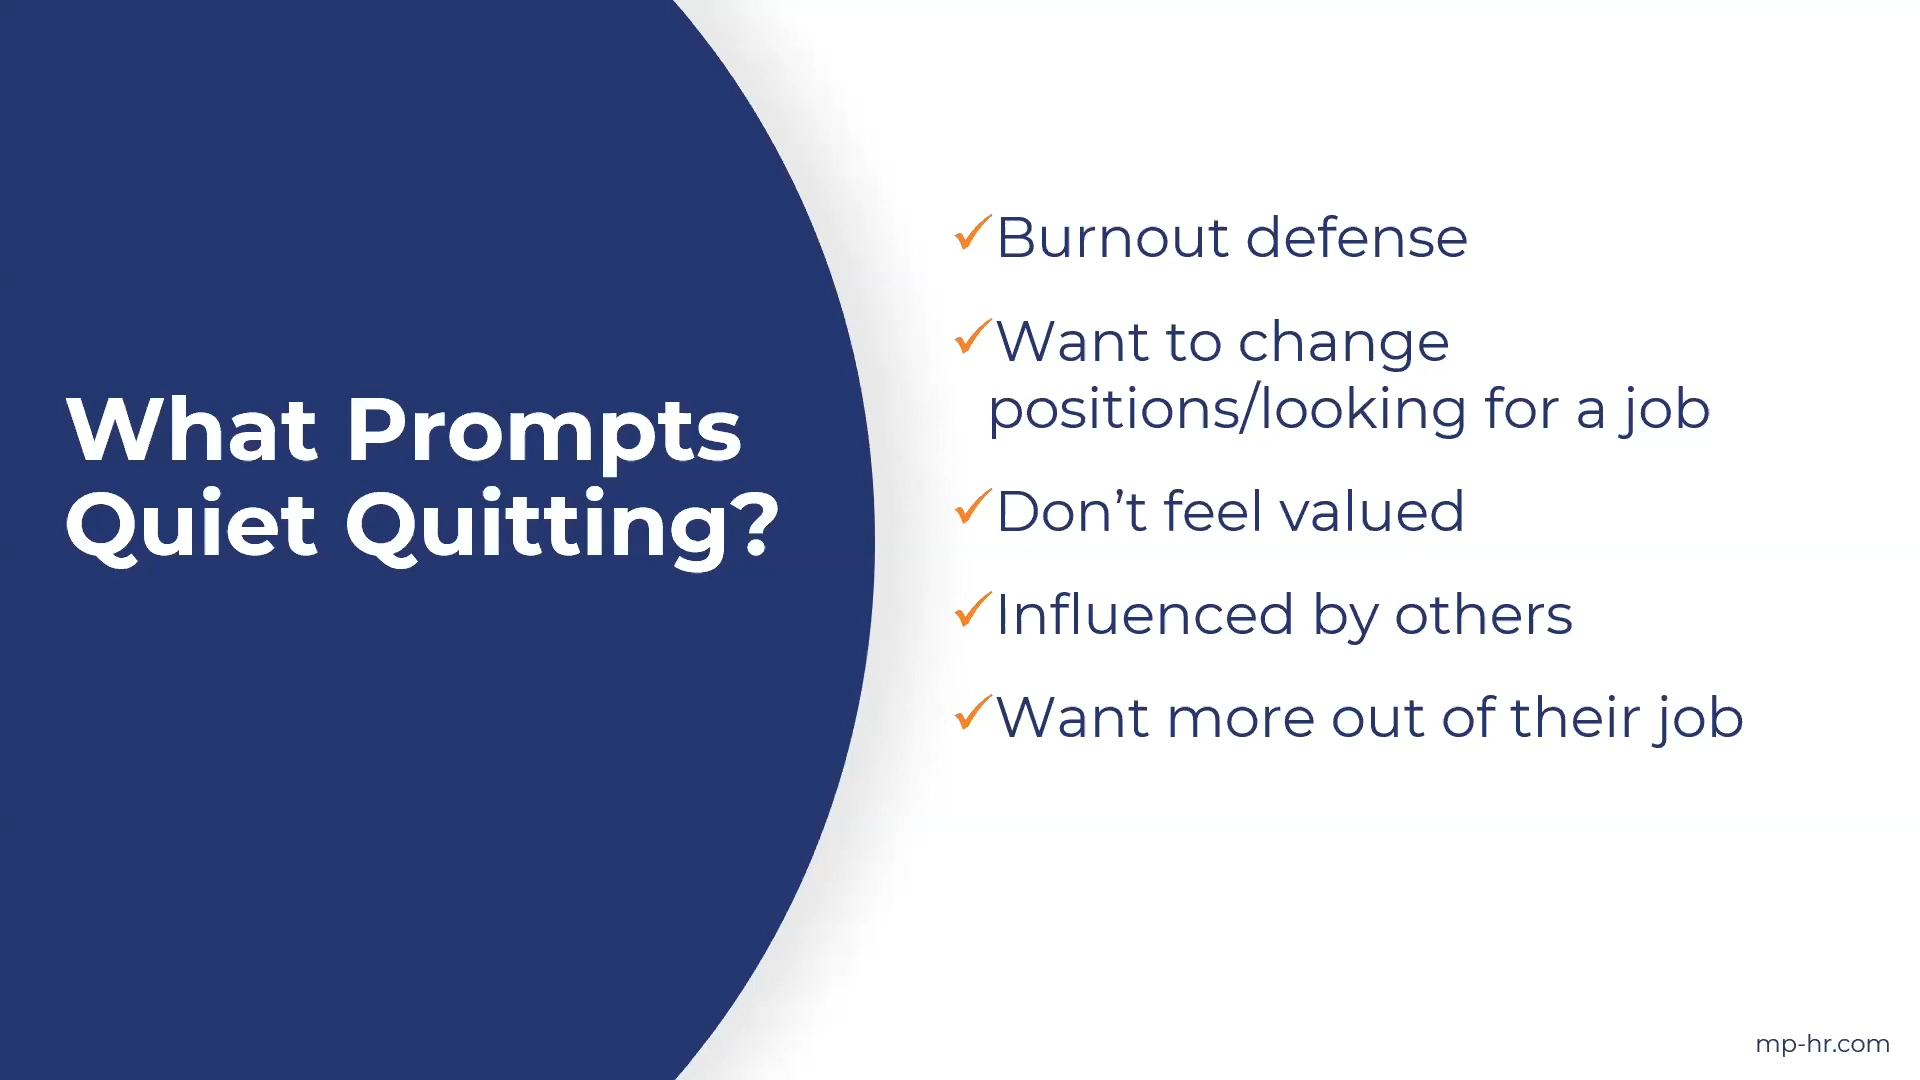 What Prompts
Quiet Quitting?
✓Burnout defense
✓Want to change
positions/looking for a job
✓Don’t feel valued
✓Influenced by others
✓Want more out of their job
mp-hr.com